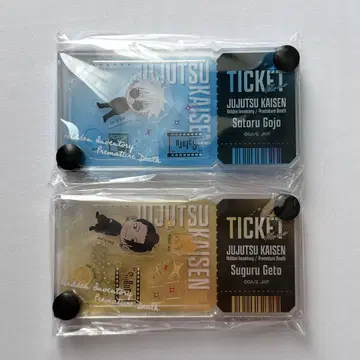 JUJUTSU
KAISEN
Hidden Inventory
Premature Death
TICKET
JUJUTSU KAISEN
Hidden Inventory / Premature Death
Satoru Gojo
JUJUTSU
KAISEN
Hidden Inventory
Premature Death
TICKET
JUJUTSU KAISEN
Hidden Inventory / Premature Death
Suguru Geto